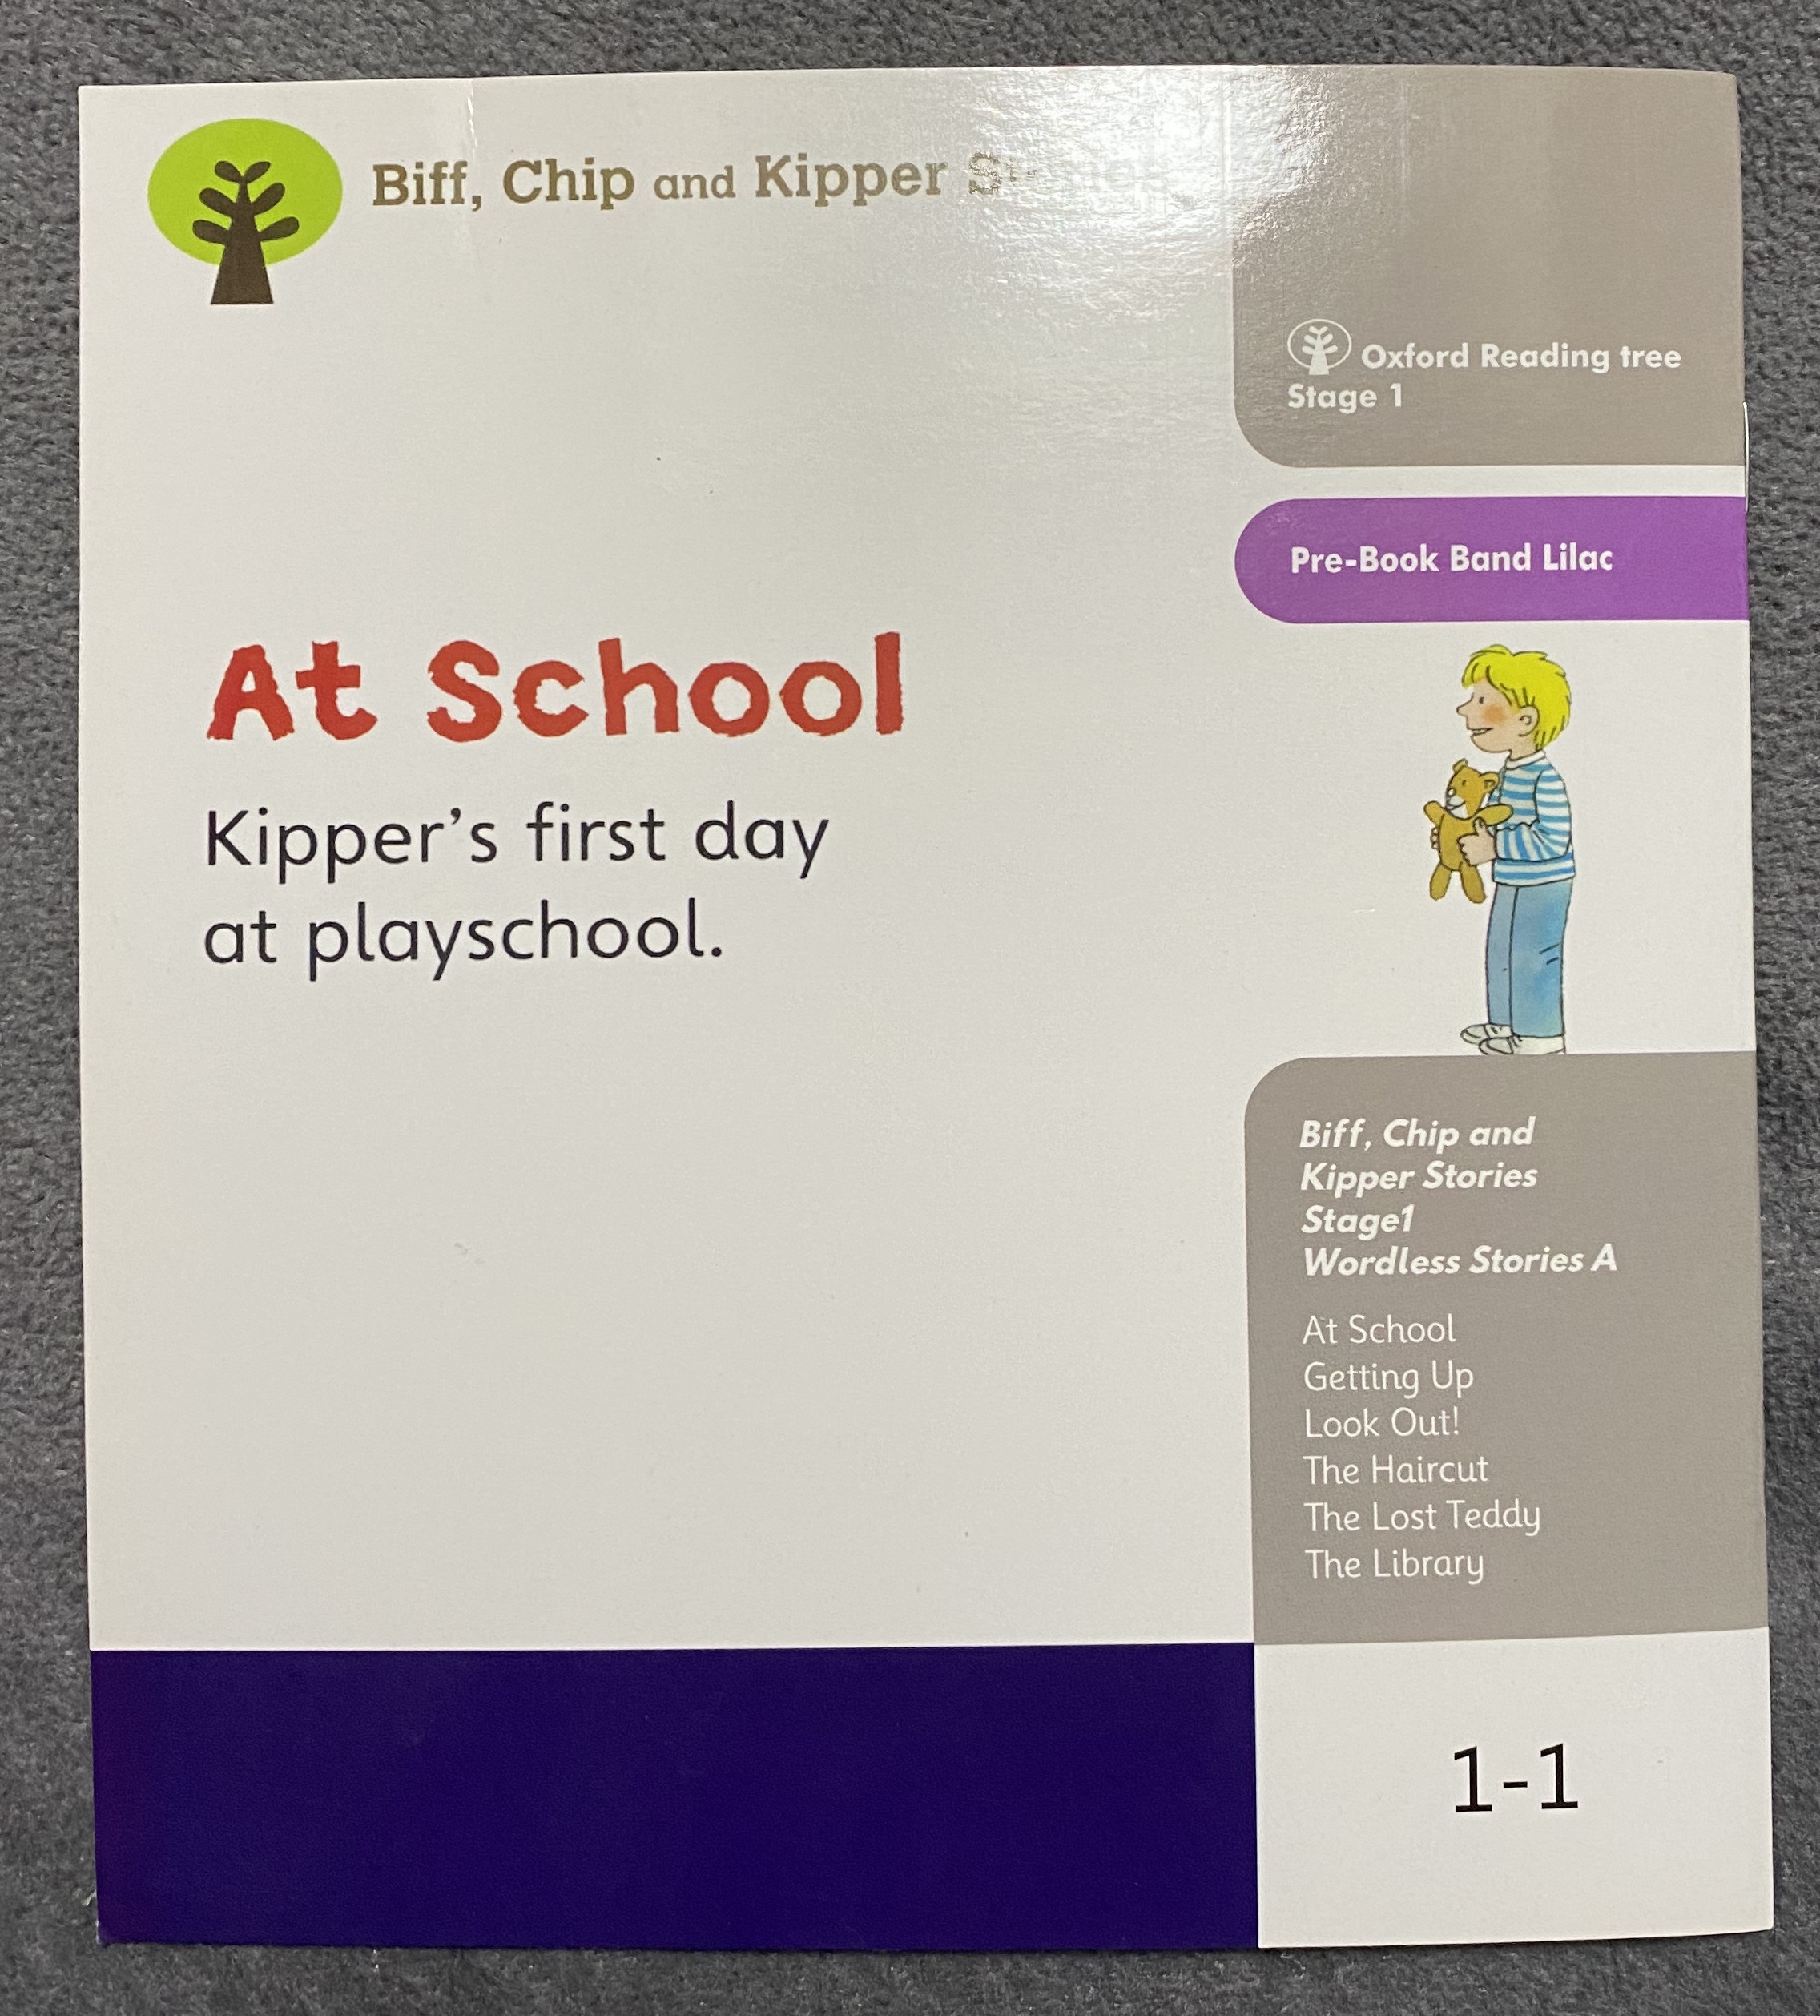 Biff, Chip and Kipper
Oxford Reading tree
Stage 1
Pre-Book Band Lilac
At School
Kipper's first day
at playschool.
Biff, Chip and
Kipper Stories
Stage1
Wordless Stories A
At School
Getting Up
Look Out!
The Haircut
The Lost Teddy
The Library
1-1